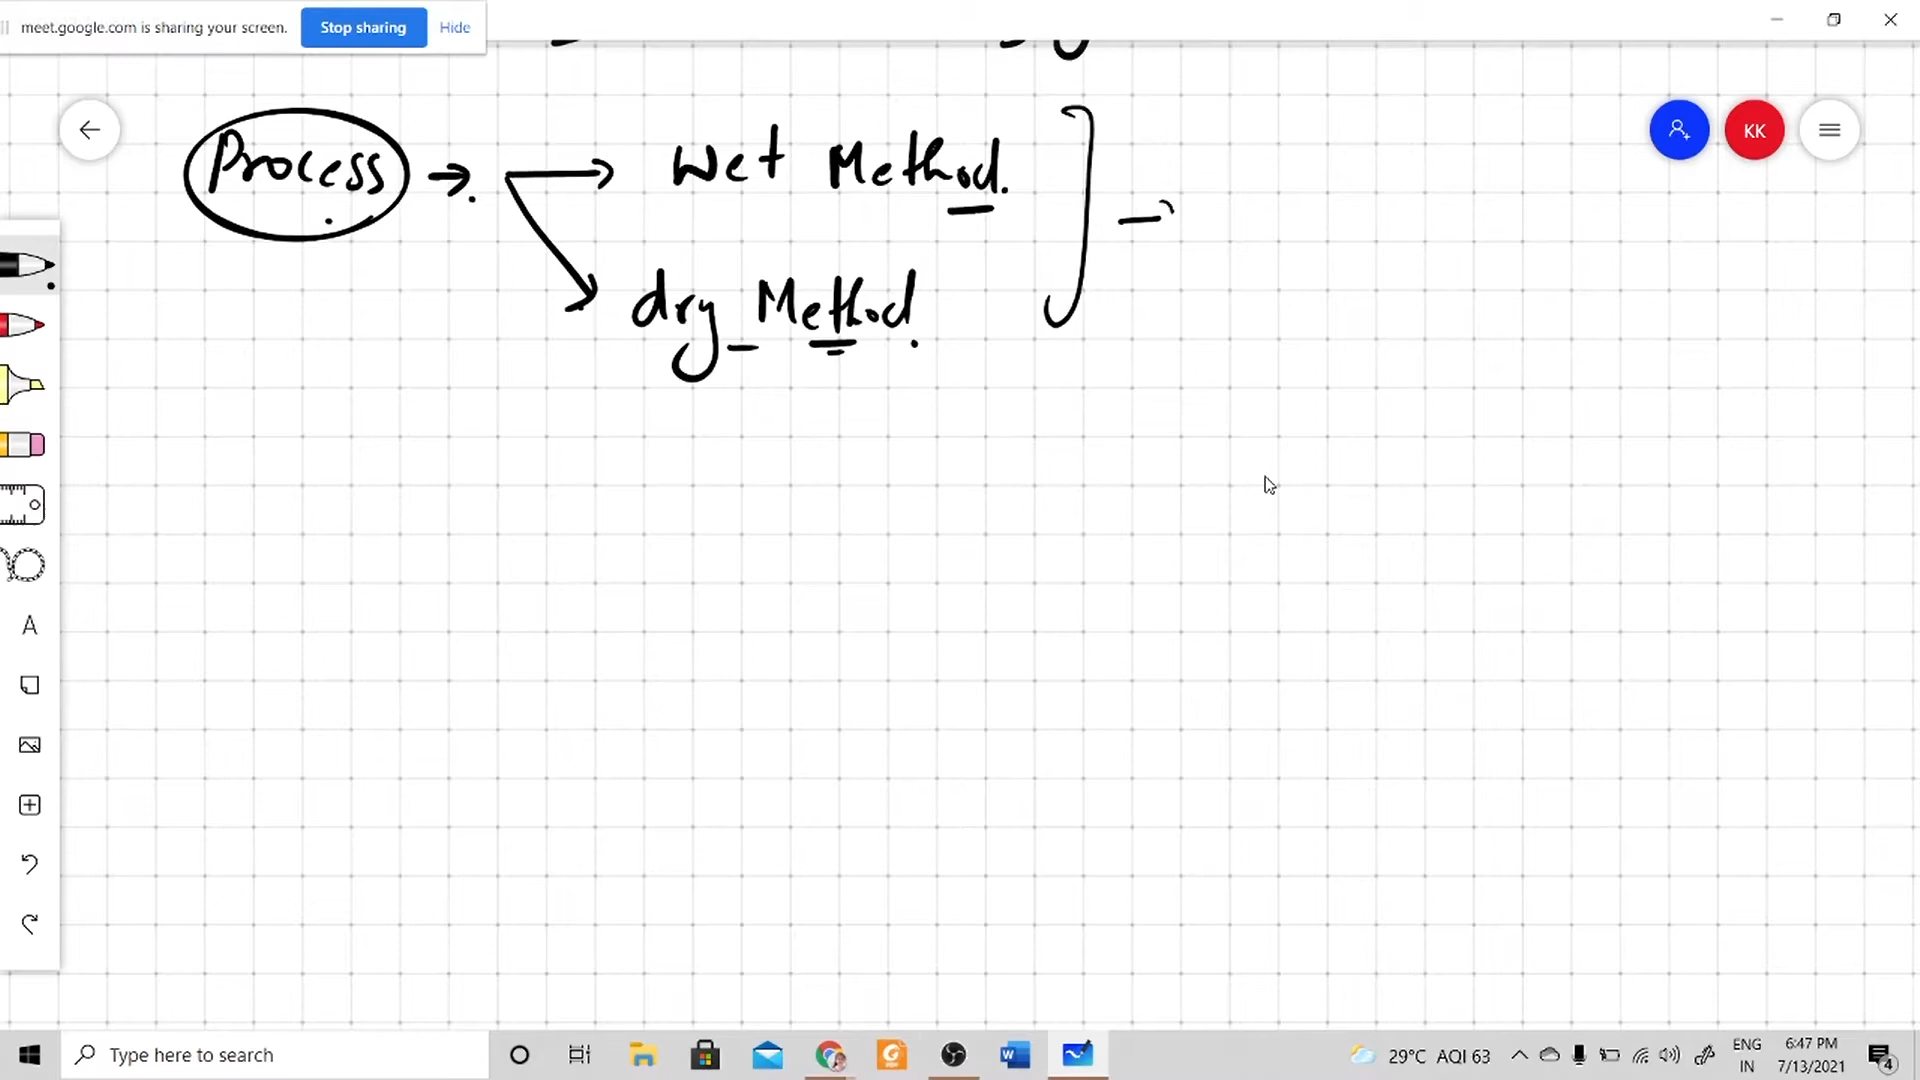 meet.google.com is sharing your screen. Stop sharing Hide
Process → → Wet Method.
KK
dry Method.
A
Type here to search
29°C AQI 63
ENG
IN
6:47 PM
7/13/2021
4